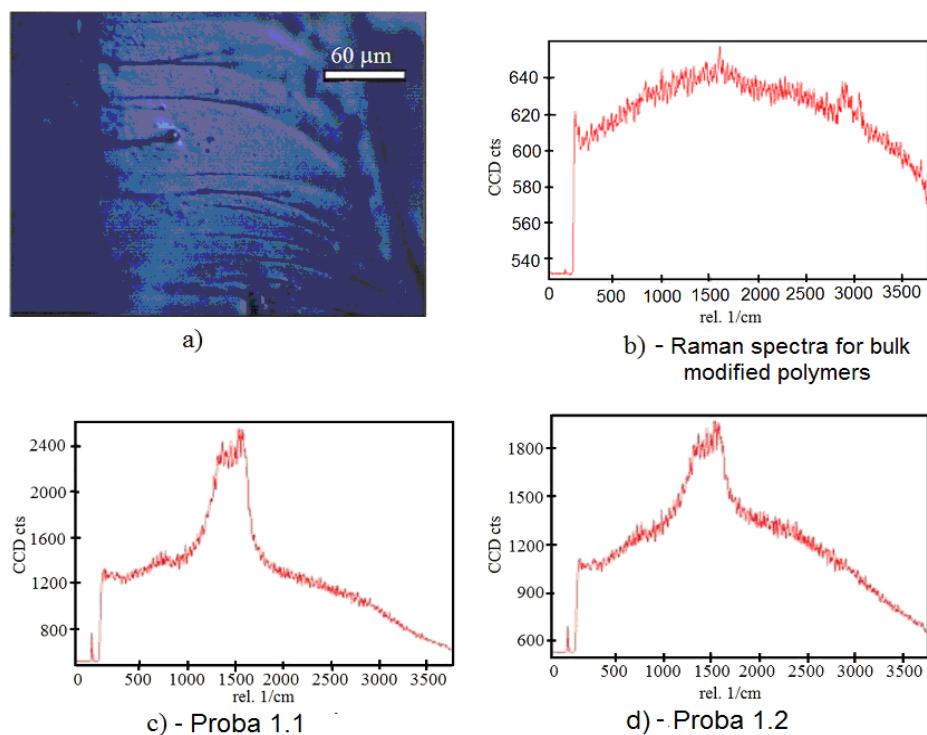 60 μm
a)
CCD cts
640
620
600
580
560
540
0 500 1000 1500 2000 2500 3000 3500
rel. 1/cm
b) - Raman spectra for bulk
modified polymers
CCD cts
2400
2000
1600
1200
800
0 500 1000 1500 2000 2500 3000 3500
rel. 1/cm
c) - Proba 1.1
CCD cts
1800
1500
1200
900
600
0 500 1000 1500 2000 2500 3000 3500
rel. 1/cm
d) - Proba 1.2